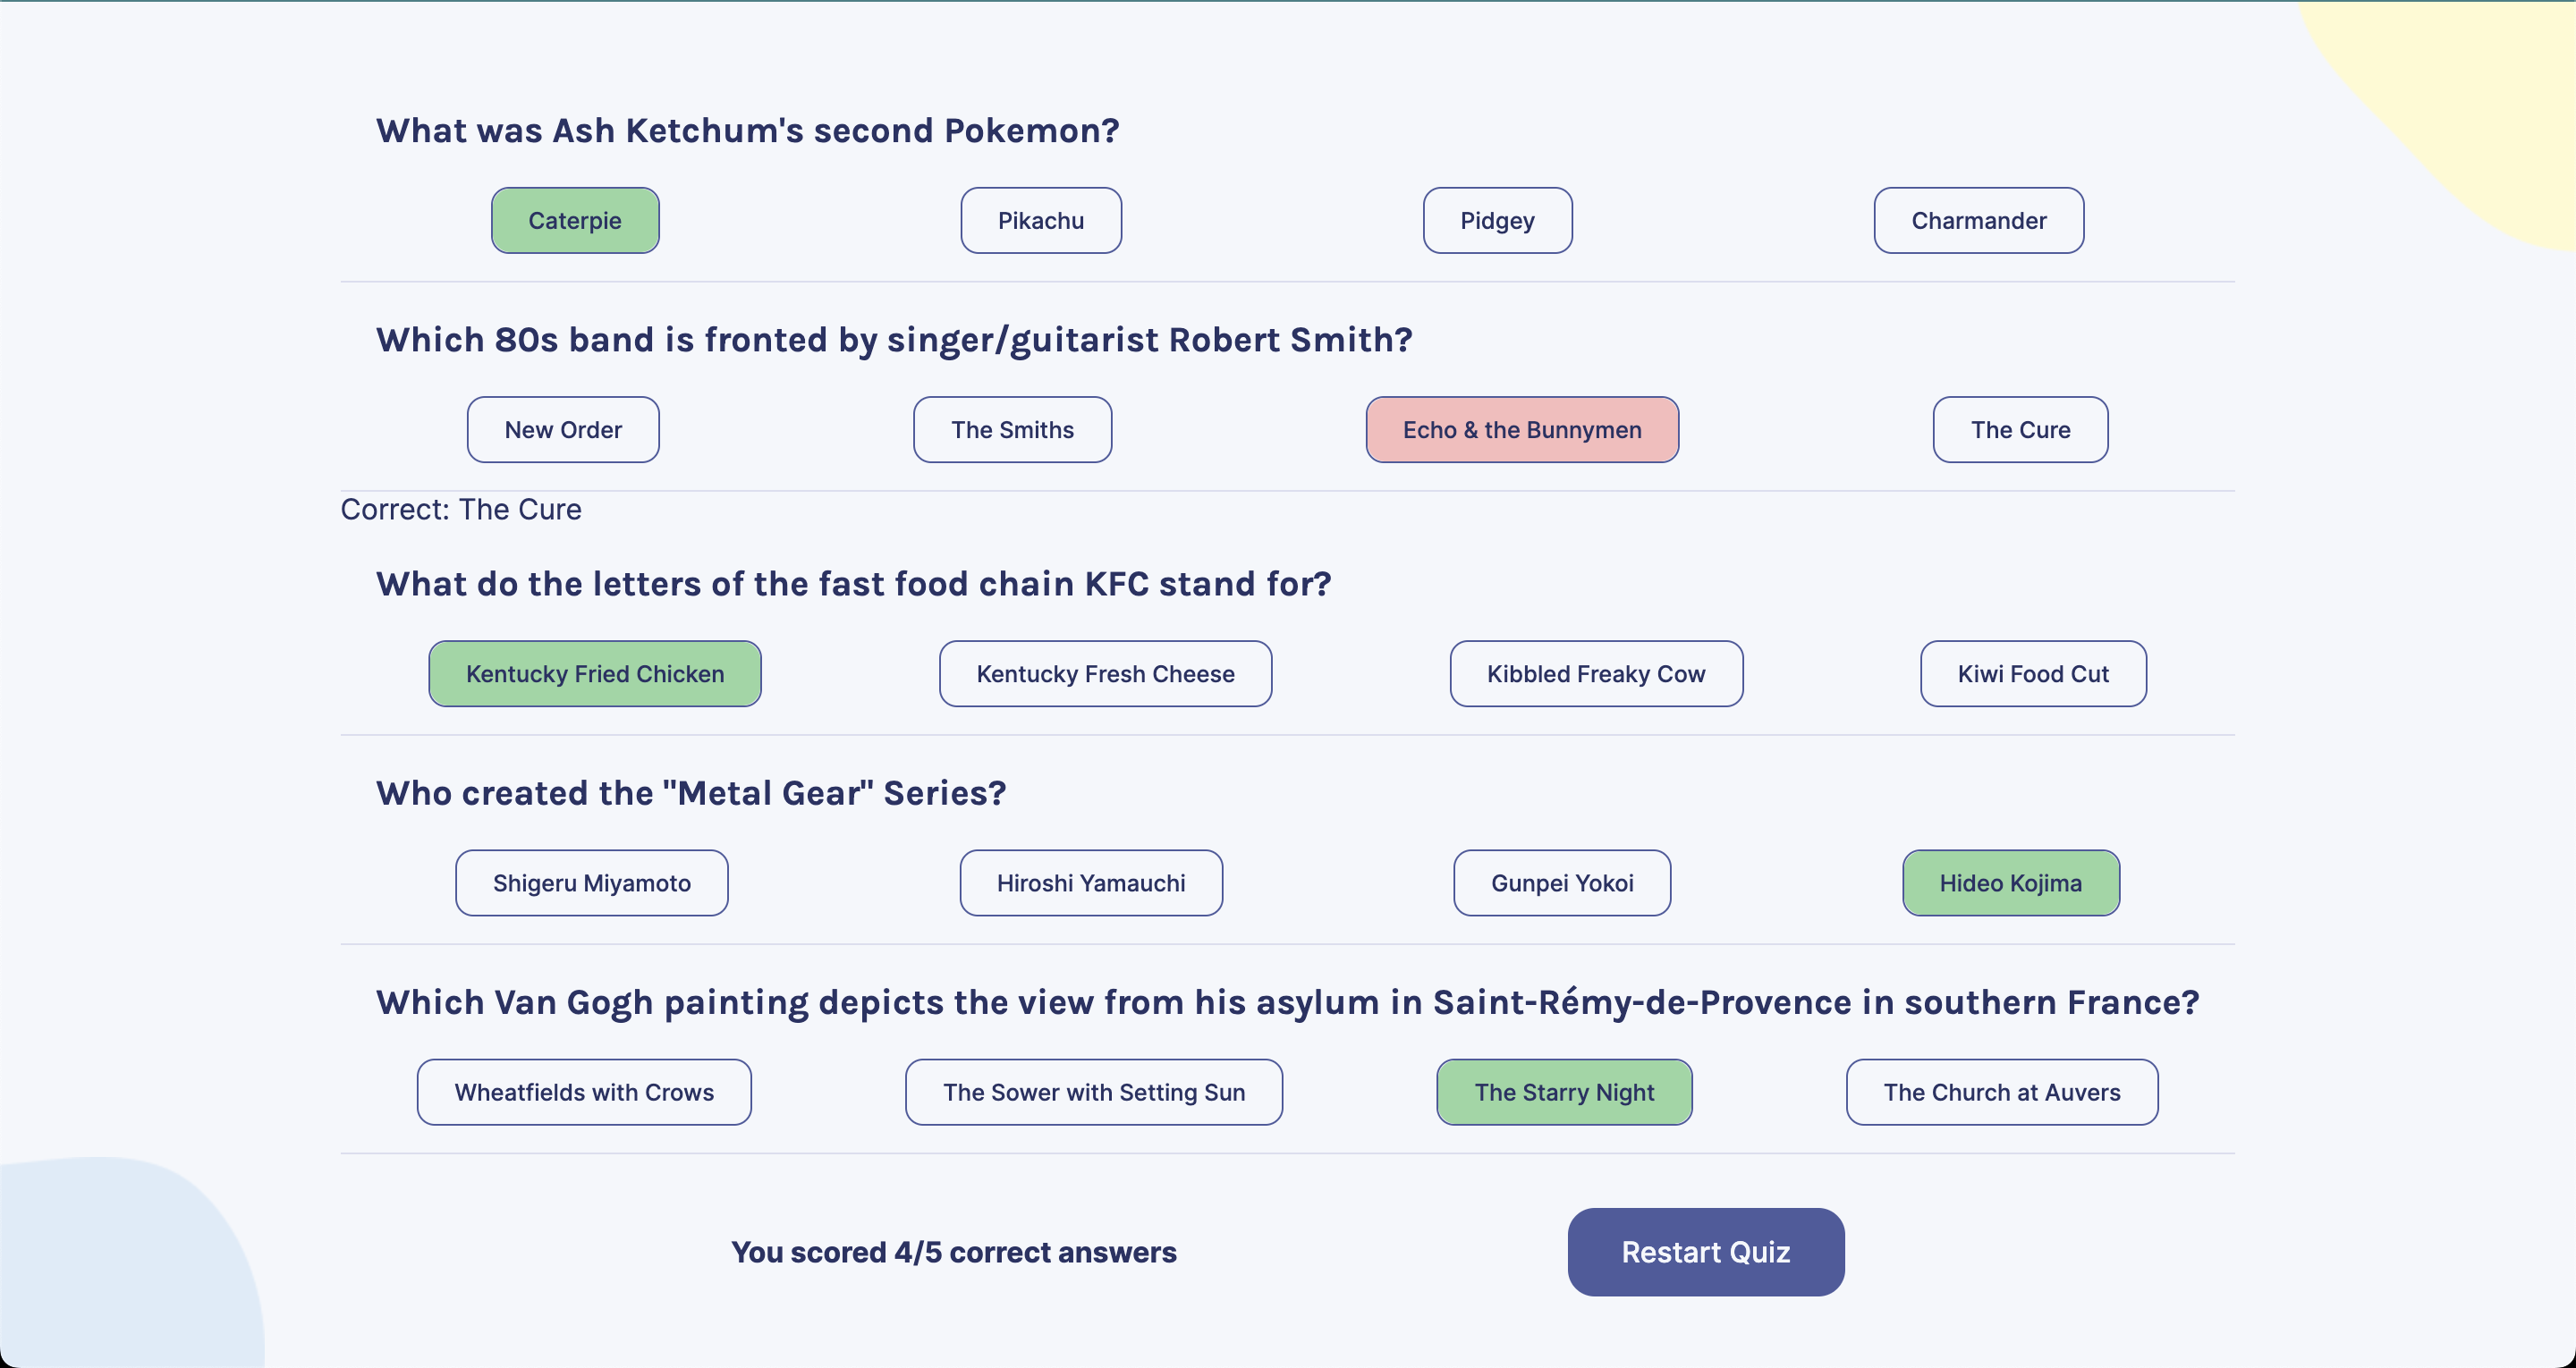 What was Ash Ketchum's second Pokemon?
Caterpie Pikachu Pidgey Charmander
Which 80s band is fronted by singer/guitarist Robert Smith?
New Order The Smiths Echo & the Bunnymen The Cure
Correct: The Cure
What do the letters of the fast food chain KFC stand for?
Kentucky Fried Chicken Kentucky Fresh Cheese Kibbled Freaky Cow Kiwi Food Cut
Who created the "Metal Gear" Series?
Shigeru Miyamoto Hiroshi Yamauchi Gunpei Yokoi Hideo Kojima
Which Van Gogh painting depicts the view from his asylum in Saint-Rémy-de-Provence in southern France?
Wheatfields with Crows The Sower with Setting Sun The Starry Night The Church at Auvers
You scored 4/5 correct answers Restart Quiz